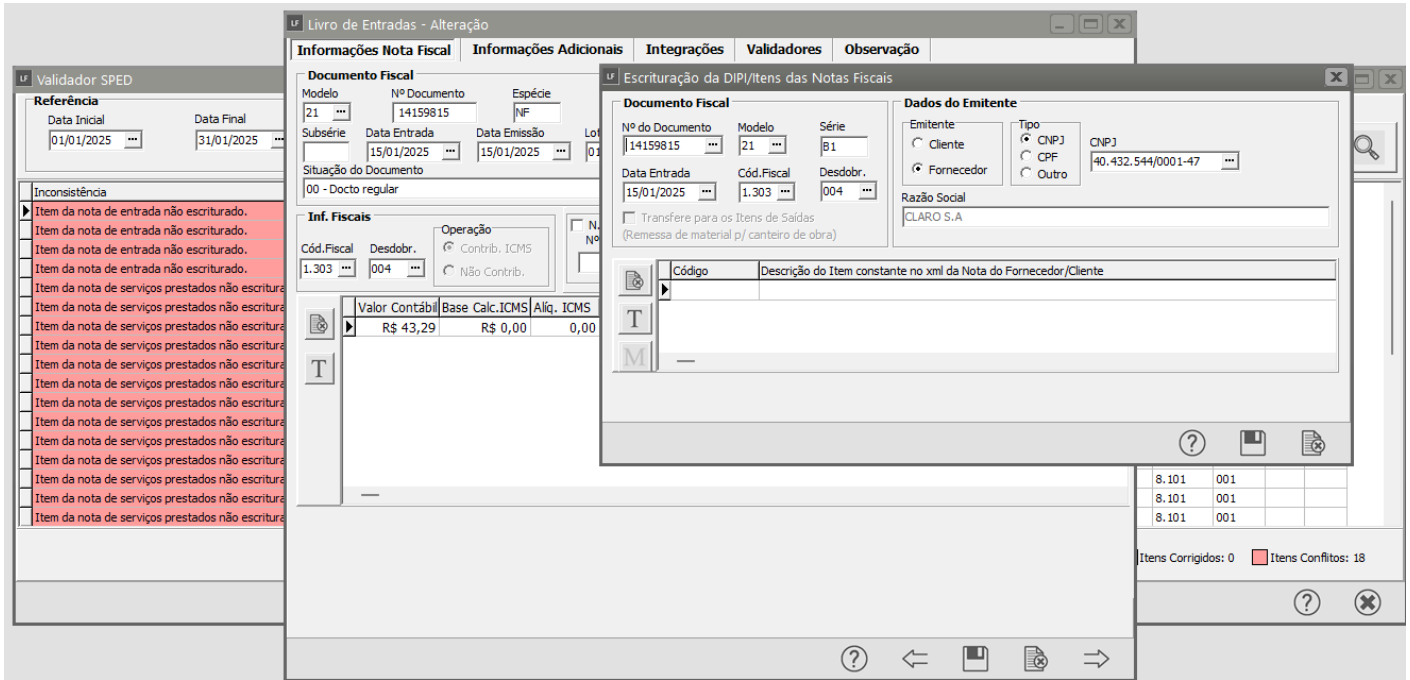 LF Livro de Entradas - Alteração
Informações Nota Fiscal Informações Adicionais Integrações Validadores Observação
Documento Fiscal
Modelo Nº Documento Espécie
21 14159815 NF
Subsérie Data Entrada Data Emissão
15/01/2025 15/01/2025 01
Situação do Documento
00 - Docto regular
Inf. Fiscais
Operação
Cód.Fiscal Desdobr.
Contrib. ICMS
1.303 004
Não Contrib.
N.
Nº
Valor Contábil Base Calc.ICMS Alíq. ICMS
R$ 43,29 R$ 0,00 0,00
T
LF Validador SPED
Referência
Data Inicial Data Final
01/01/2025 31/01/2025
Inconsistência
Item da nota de entrada não escriturado.
Item da nota de entrada não escriturado.
Item da nota de entrada não escriturado.
Item da nota de entrada não escriturado.
Item da nota de serviços prestados não escritura
Item da nota de serviços prestados não escritura
Item da nota de serviços prestados não escritura
Item da nota de serviços prestados não escritura
Item da nota de serviços prestados não escritura
Item da nota de serviços prestados não escritura
Item da nota de serviços prestados não escritura
Item da nota de serviços prestados não escritura
Item da nota de serviços prestados não escritura
Item da nota de serviços prestados não escritura
Item da nota de serviços prestados não escritura
Item da nota de serviços prestados não escritura
Item da nota de serviços prestados não escritura
LF Escrituração da DIPI/Itens das Notas Fiscais
Documento Fiscal
Nº do Documento Modelo Série
14159815 21 B1
Data Entrada Cód.Fiscal Desdobr.
15/01/2025 1.303 004
Transfere para os Itens de Saídas
(Remessa de material p/ canteiro de obra)
Dados do Emitente
Emitente
Cliente
Fornecedor
Tipo
CNPJ
CPF
Outro
CNPJ
40.432.544/0001-47
Razão Social
CLARO S.A
Código Descrição do Item constante no xml da Nota do Fornecedor/Cliente
T
M
8.101 001
8.101 001
8.101 001
Itens Corrigidos: 0 Itens Conflitos: 18